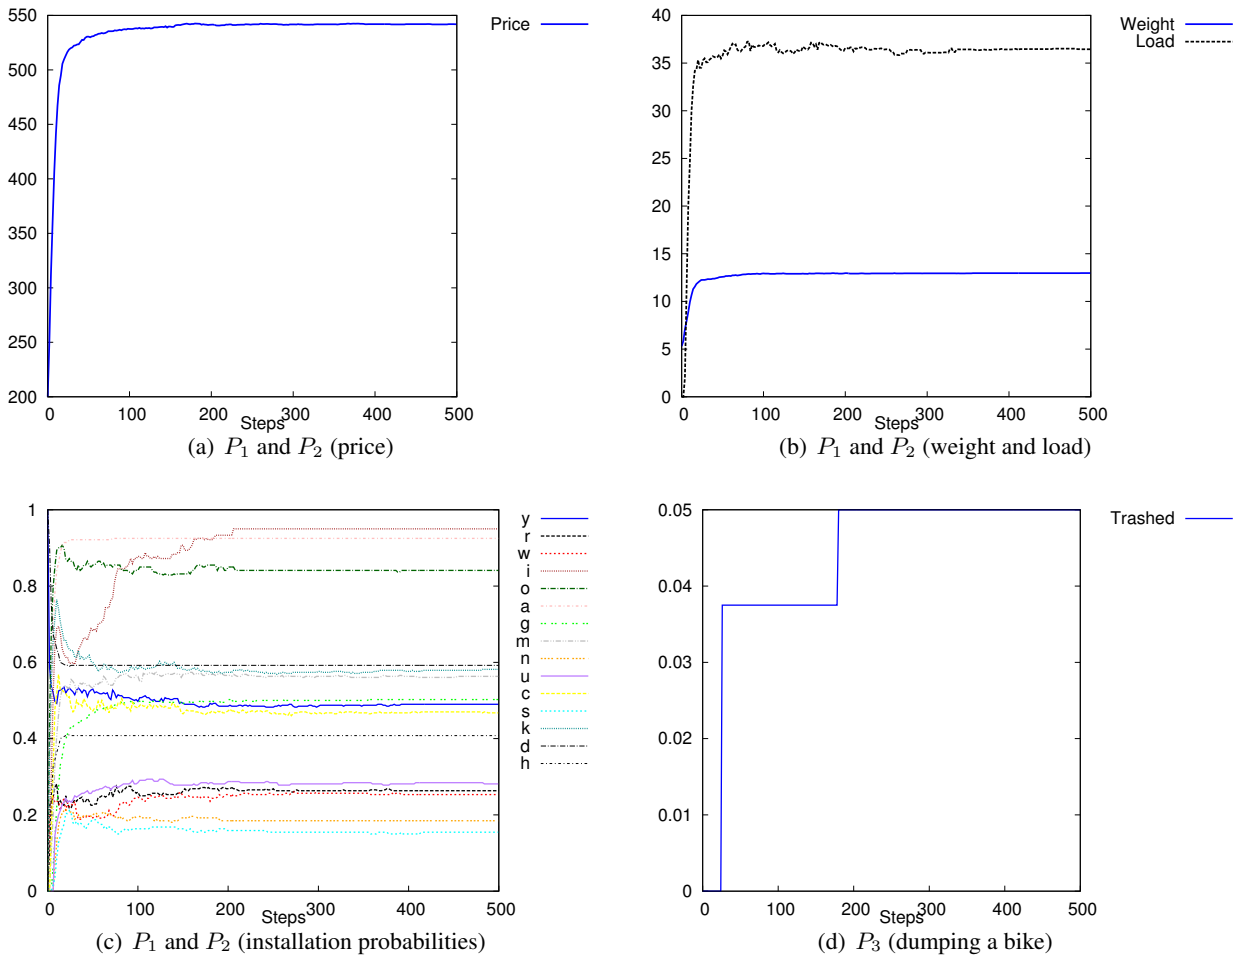 550
500
450
400
350
300
250
200
0 100 200 300 400 500
Steps
Price
(a) P1 and P2 (price)
40
35
30
25
20
15
10
5
0
0 100 200 300 400 500
Steps
Weight
Load
(b) P1 and P2 (weight and load)
1
0.8
0.6
0.4
0.2
0
0 100 200 300 400 500
Steps
y
r
w
i
o
a
g
m
n
u
c
s
k
d
h
(c) P1 and P2 (installation probabilities)
0.05
0.04
0.03
0.02
0.01
0
0 100 200 300 400 500
Steps
Trashed
(d) P3 (dumping a bike)